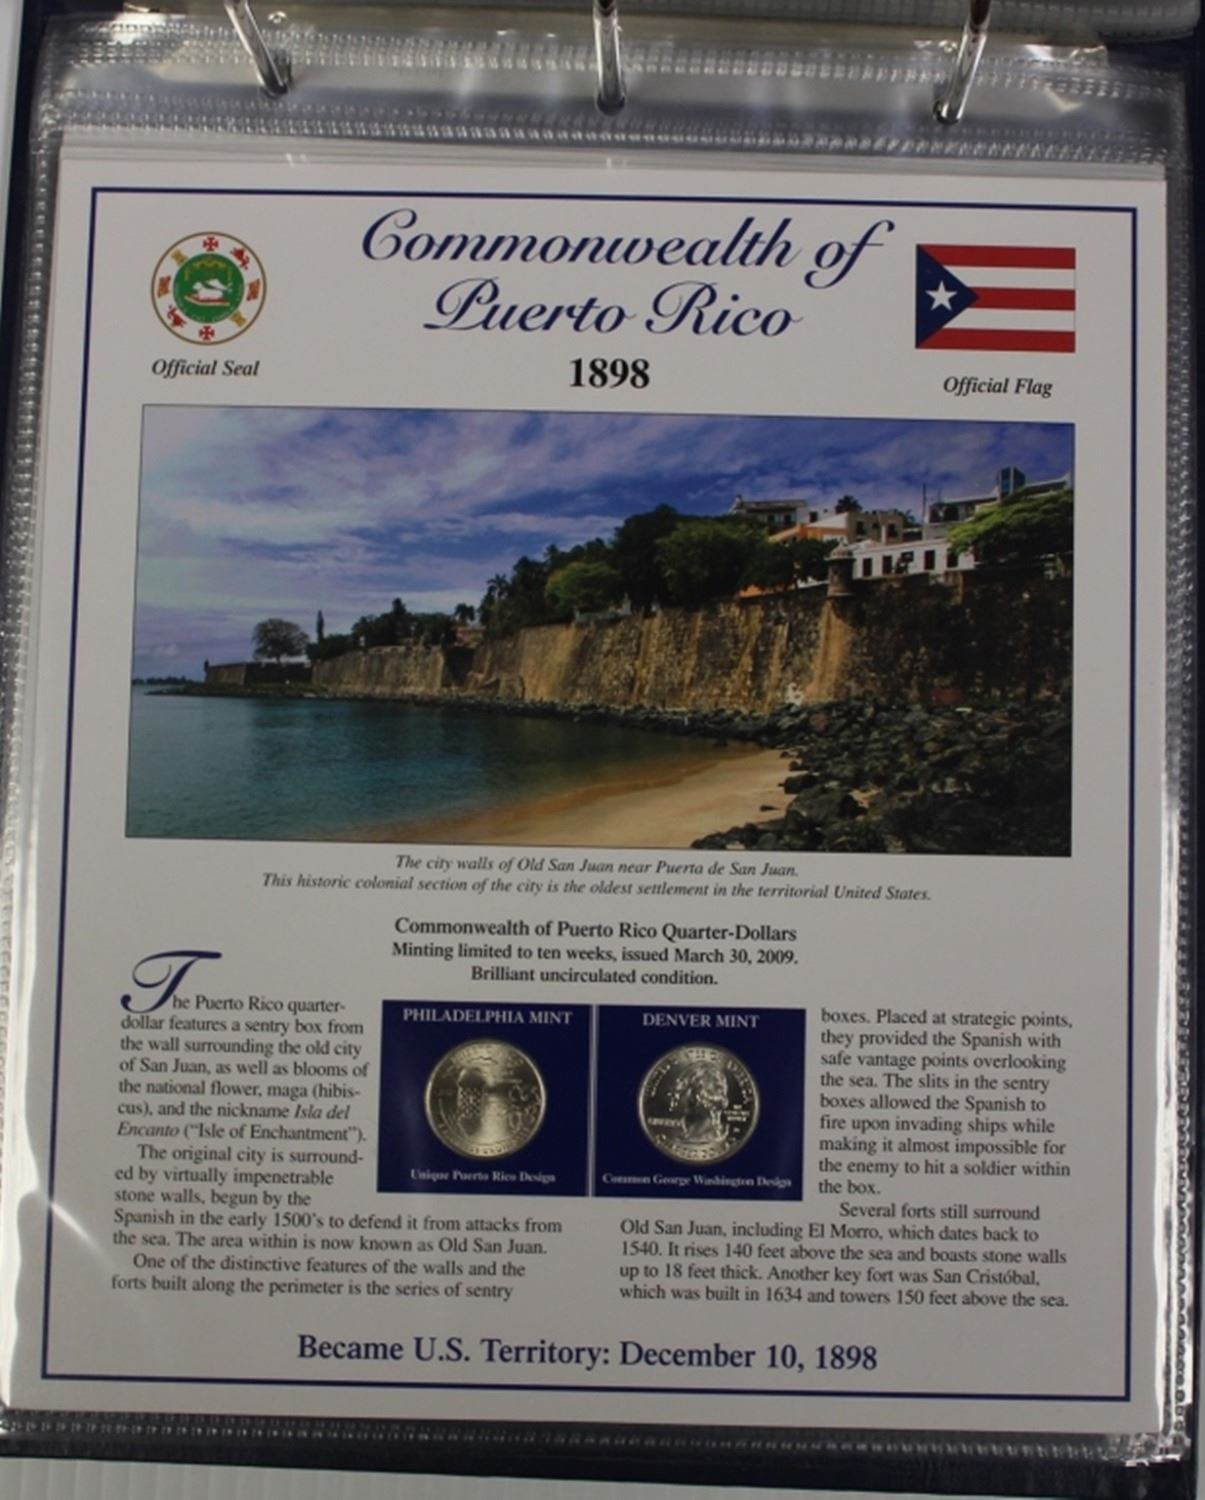 Commonwealth of
Puerto Rico
1898
Official Seal
Official Flag
The city walls of Old San Juan near Puerta de San Juan.
This historic colonial section of the city is the oldest settlement in the territorial United States.
Commonwealth of Puerto Rico Quarter-Dollars
Minting limited to ten weeks, issued March 30, 2009.
Brilliant uncirculated condition.
The Puerto Rico quarter-
dollar features a sentry box from
the wall surrounding the old city
of San Juan, as well as blooms of
the national flower, maga (hibis-
cus), and the nickname Isla del
Encanto ("Isle of Enchantment").
The original city is surround-
ed by virtually impenetrable
stone walls, begun by the
Spanish in the early 1500's to defend it from attacks from
the sea. The area within is now known as Old San Juan.
One of the distinctive features of the walls and the
forts built along the perimeter is the series of sentry
PHILADELPHIA MINT
Unique Puerto Rico Design
DENVER MINT
Common George Washington Design
boxes. Placed at strategic points,
they provided the Spanish with
safe vantage points overlooking
the sea. The slits in the sentry
boxes allowed the Spanish to
fire upon invading ships while
making it almost impossible for
the enemy to hit a soldier within
the box.
Several forts still surround
Old San Juan, including El Morro, which dates back to
1540. It rises 140 feet above the sea and boasts stone walls
up to 18 feet thick. Another key fort was San Cristóbal,
which was built in 1634 and towers 150 feet above the sea.
Became U.S. Territory: December 10, 1898